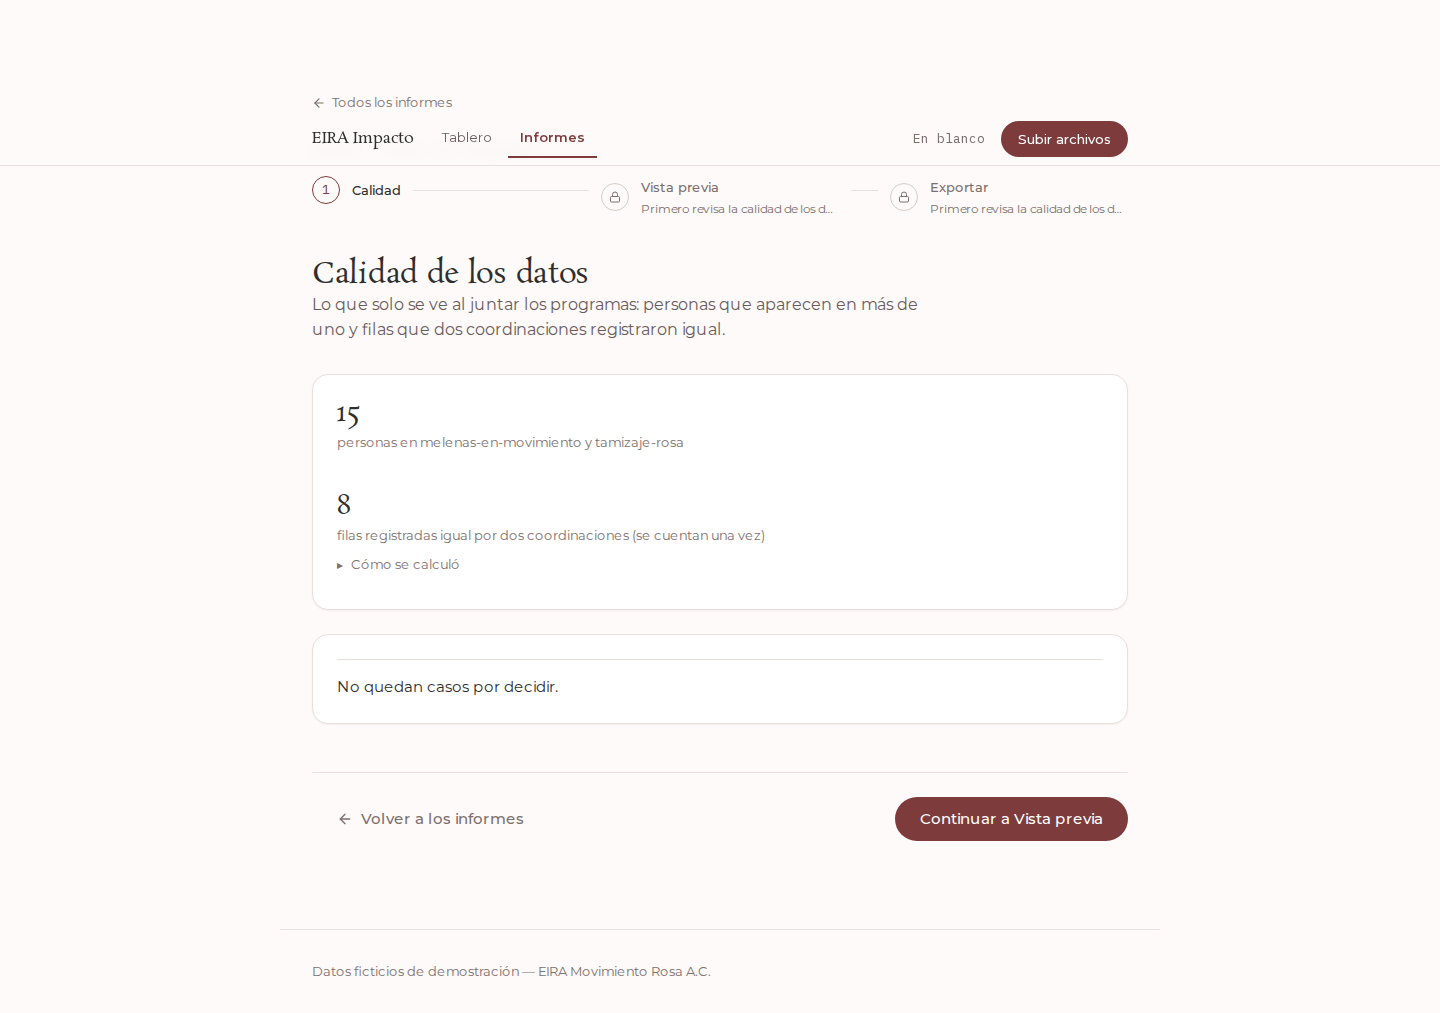 Todos los informes
EIRA Impacto
Tablero
Informes
En blanco
Subir archivos
1
Calidad
Vista previa
Primero revisa la calidad de los d...
Exportar
Primero revisa la calidad de los d...
Calidad de los datos
Lo que solo se ve al juntar los programas: personas que aparecen en más de
uno y filas que dos coordinaciones registraron igual.
15
personas en melenas-en-movimiento y tamizaje-rosa
8
filas registradas igual por dos coordinaciones (se cuentan una vez)
Cómo se calculó
No quedan casos por decidir.
Volver a los informes
Continuar a Vista previa
Datos ficticios de demostración — EIRA Movimiento Rosa A.C.